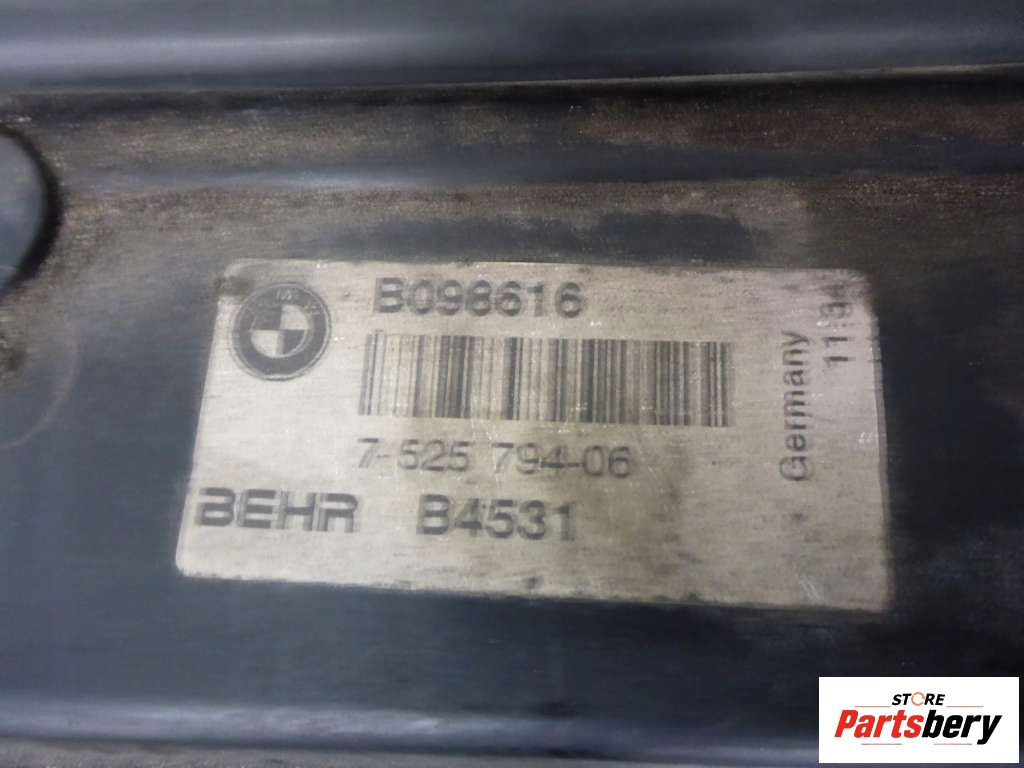 B098616
7-525 794-06
BEHR B4531
Germany
11:34
STORE
Partsbery